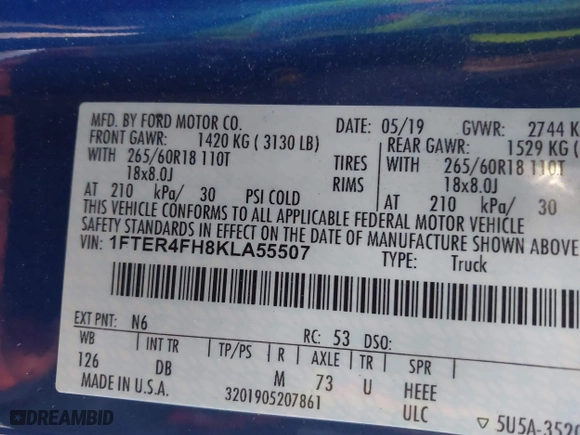 MFD. BY FORD MOTOR CO. DATE: 05/19 GVWR: 2744 K
FRONT GAWR: 1420 KG ( 3130 LB) REAR GAWR: 1529 KG (
WITH 265/60R18 110T TIRES WITH 265/60R18 110T
18x8.0J RIMS 18x8.0J
AT 210 kPa/ 30 PSI COLD AT 210 kPa/ 30
THIS VEHICLE CONFORMS TO ALL APPLICABLE FEDERAL MOTOR VEHICLE
SAFETY STANDARDS IN EFFECT ON THE DATE OF MANUFACTURE SHOWN ABOVE
VIN: 1FTER4FH8KLA55507 TYPE: Truck
EXT PNT: N6 RC: 53 DSO:
WB INT TR TP/PS R AXLE TR SPR
126 DB M 73 U HEEE
MADE IN U.S.A. 3201905207861 ULC
5U5A-3520
DREAMBID